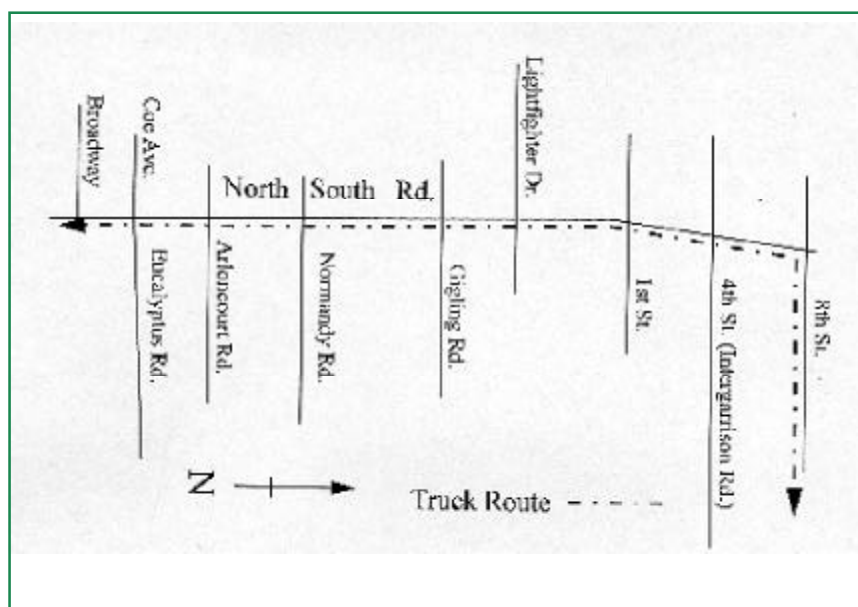 Broadway
Coe Ave.
Eucalyptus Rd.
North South Rd.
Arloncourt Rd.
Normandy Rd.
Gigling Rd.
Lightfighter Dr.
1st St.
4th St. (Intergarrison Rd.)
8th St.
N
Truck Route